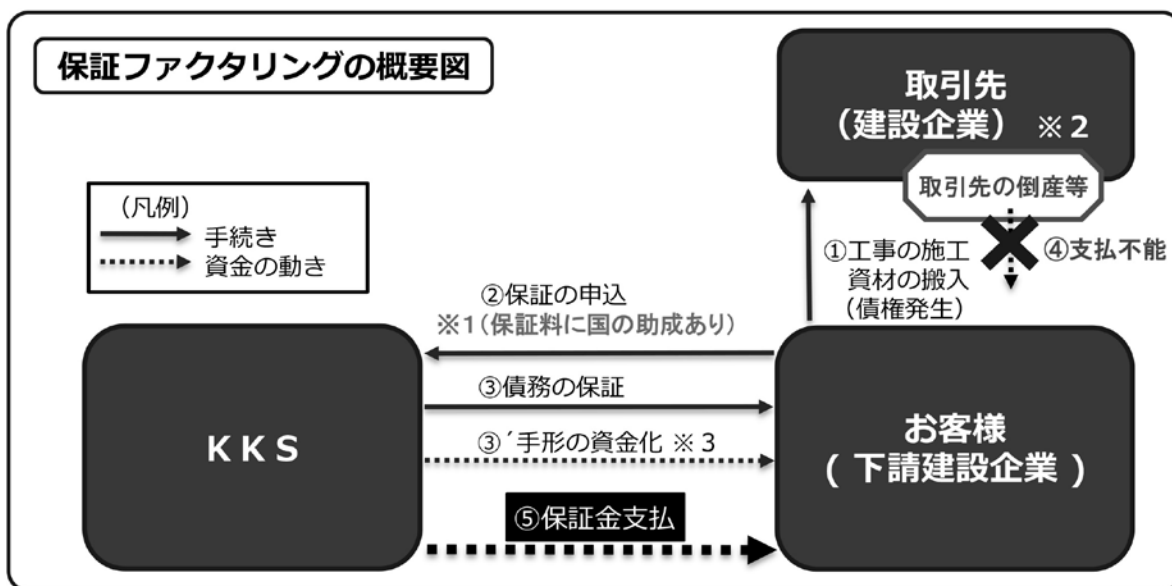 保証ファクタリングの概要図
取引先
（建設企業） ※２
取引先の倒産等
（凡例）
手続き
資金の動き
①工事の施工
資材の搬入
（債権発生）
④支払不能
②保証の申込
※１（保証料に国の助成あり）
③債務の保証
③´手形の資金化 ※３
⑤保証金支払
ＫＫＳ
お客様
( 下請建設企業 )